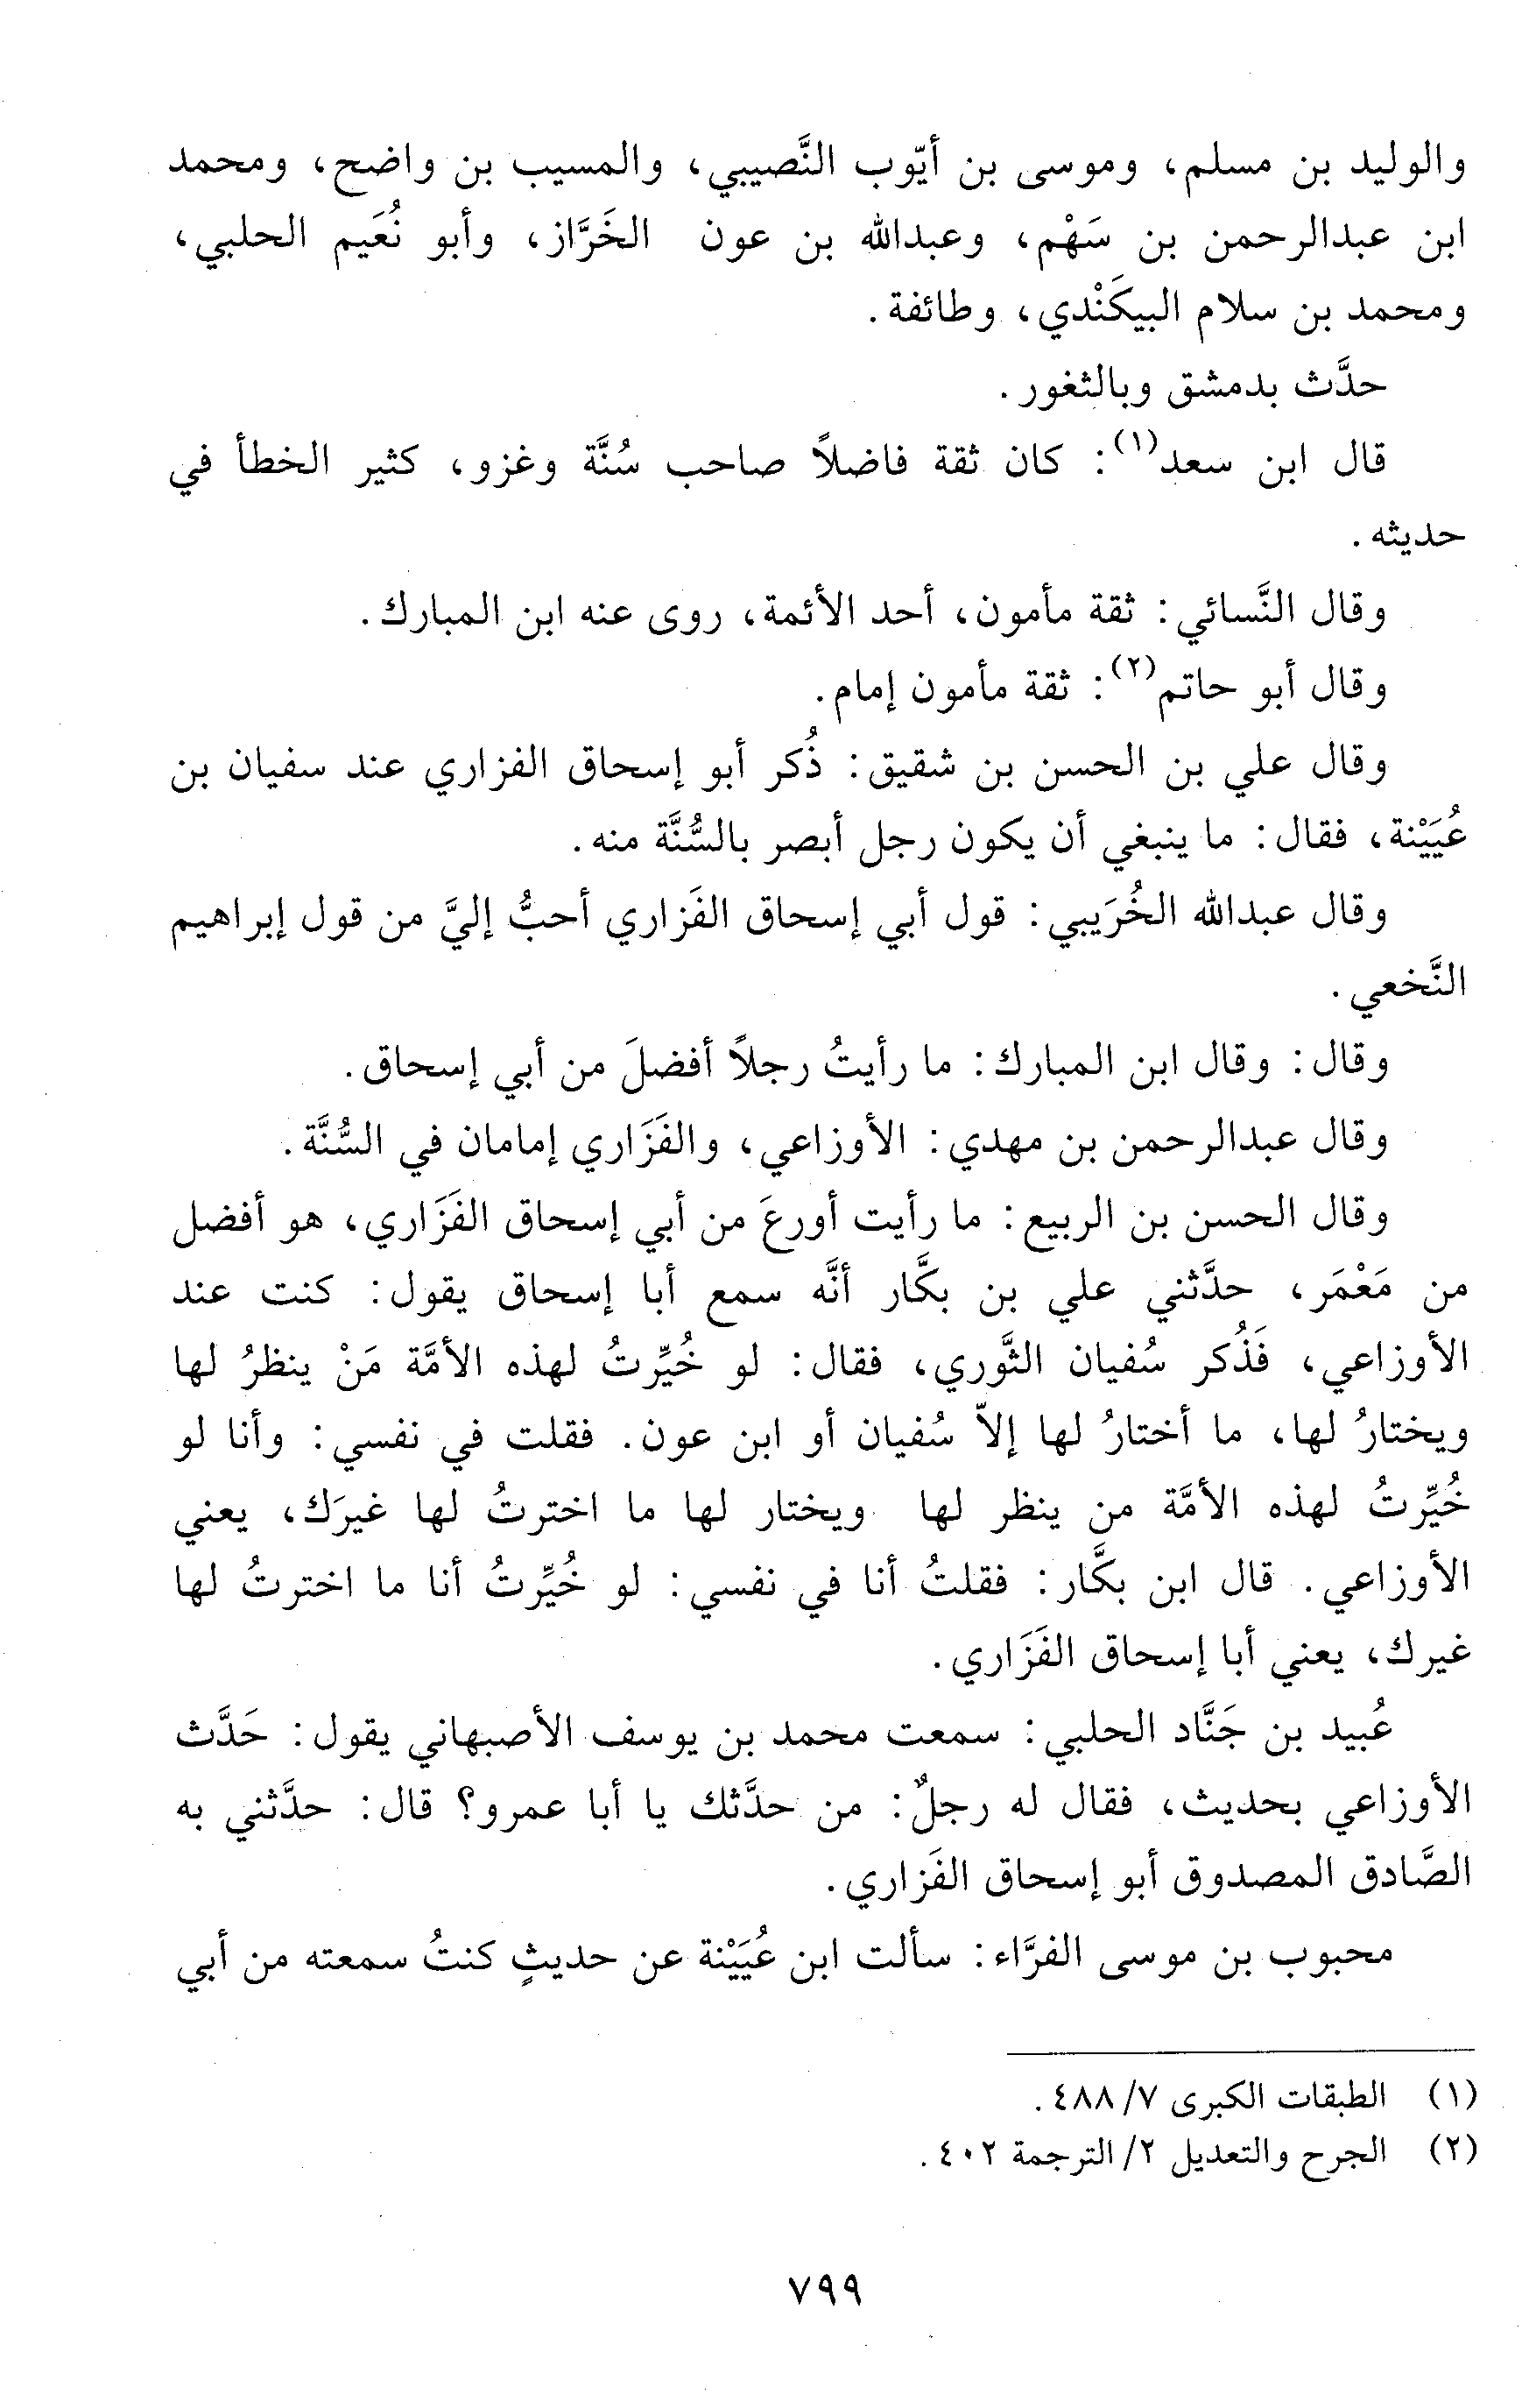 والوليد بن مسلم، وموسى بن أيّوب النَّصيبي، والمسيب بن واضح، ومحمد
ابن عبدالرحمن بن سَهْم، وعبدالله بن عون الخَرَّاز، وأبو نُعَيم الحلبي،
ومحمد بن سلام البيكَنْدي، وطائفة.
حدَّث بدمشق وبالثغور.
قال ابن سعد(١): كان ثقة فاضلاً صاحب سُنَّة وغزو، كثير الخطأ في
حديثه.
وقال النَّسائي: ثقة مأمون، أحد الأئمة، روى عنه ابن المبارك.
وقال أبو حاتم(٢): ثقة مأمون إمام.
وقال علي بن الحسن بن شقيق: ذُكر أبو إسحاق الفزاري عند سفيان بن
عُيَيْنة، فقال: ما ينبغي أن يكون رجل أبصر بالسُّنَّة منه.
وقال عبدالله الخُرَيبي: قول أبي إسحاق الفَزاري أحبُّ إليَّ من قول إبراهيم
النَّخعي.
وقال: وقال ابن المبارك: ما رأيتُ رجلاً أفضلَ من أبي إسحاق.
وقال عبدالرحمن بن مهدي: الأوزاعي، والفَزَاري إمامان في السُّنَّة.
وقال الحسن بن الربيع: ما رأيت أورعَ من أبي إسحاق الفَزَاري، هو أفضل
من مَعْمَر، حدَّثني علي بن بكَّار أنَّه سمع أبا إسحاق يقول: كنت عند
الأوزاعي، فَذُكر سُفيان الثَّوري، فقال: لو خُيِّرتُ لهذه الأمَّة مَنْ ينظرُ لها
ويختارُ لها، ما أختارُ لها إلاّ سُفيان أو ابن عون. فقلت في نفسي: وأنا لو
خُيِّرتُ لهذه الأمَّة من ينظر لها ويختار لها ما اخترتُ لها غيرَك، يعني
الأوزاعي. قال ابن بكَّار: فقلتُ أنا في نفسي: لو خُيِّرتُ أنا ما اخترتُ لها
غيرك، يعني أبا إسحاق الفَزَاري.
عُبيد بن جَنَّاد الحلبي: سمعت محمد بن يوسف الأصبهاني يقول: حَدَّث
الأوزاعي بحديث، فقال له رجلٌ: من حدَّثك يا أبا عمرو؟ قال: حدَّثني به
الصَّادق المصدوق أبو إسحاق الفَزاري.
محبوب بن موسى الفرَّاء: سألت ابن عُيَيْنة عن حديثٍ كنتُ سمعته من أبي
(١) الطبقات الكبرى ٧/ ٤٨٨.
(٢) الجرح والتعديل ٢/ الترجمة ٤٠٢.
٧٩٩